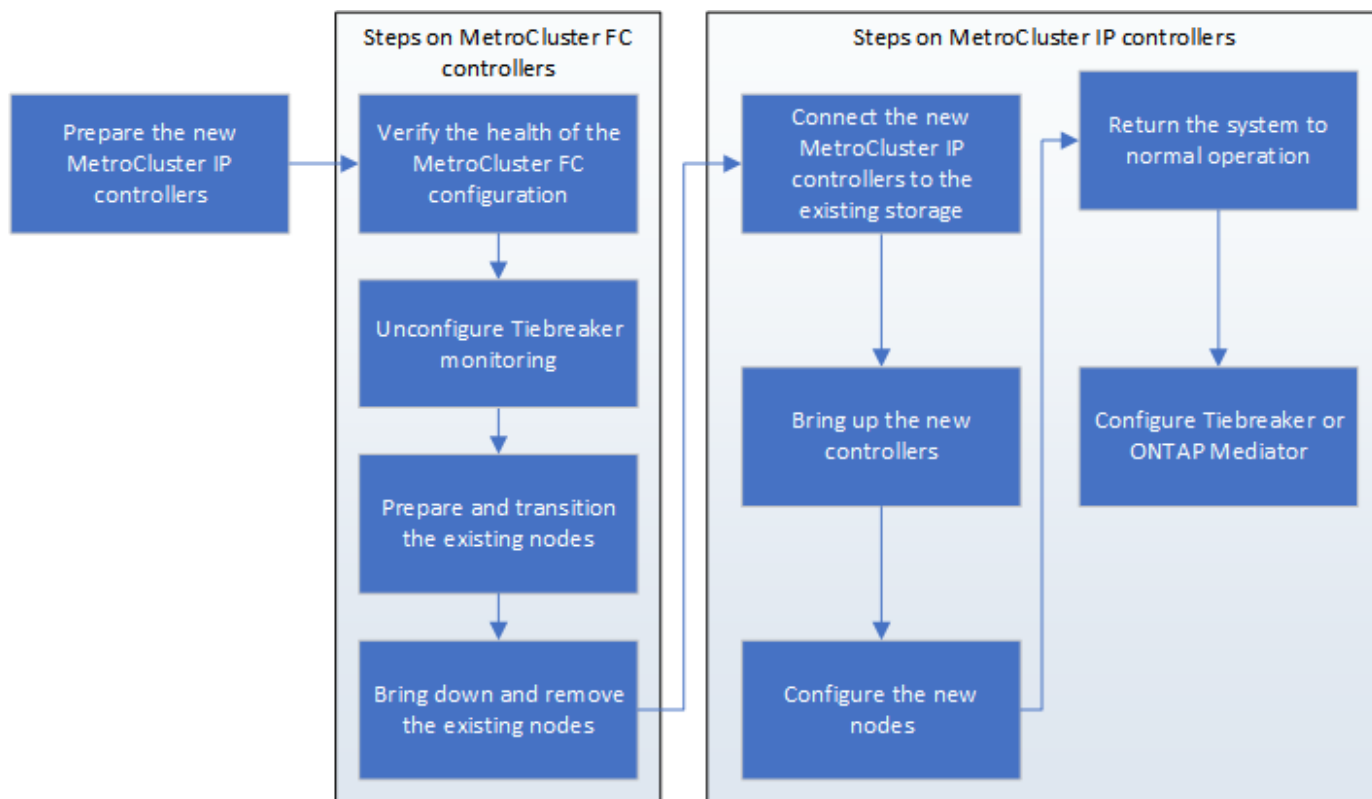 Prepare the new
MetroCluster IP
controllers
Steps on MetroCluster FC
controllers
Verify the health of the
MetroCluster FC
configuration
Unconfigure Tiebreaker
monitoring
Prepare and transition
the existing nodes
Bring down and remove
the existing nodes
Steps on MetroCluster IP controllers
Connect the new
MetroCluster IP
controllers to the
existing storage
Bring up the new
controllers
Configure the new
nodes
Return the system to
normal operation
Configure Tiebreaker or
ONTAP Mediator